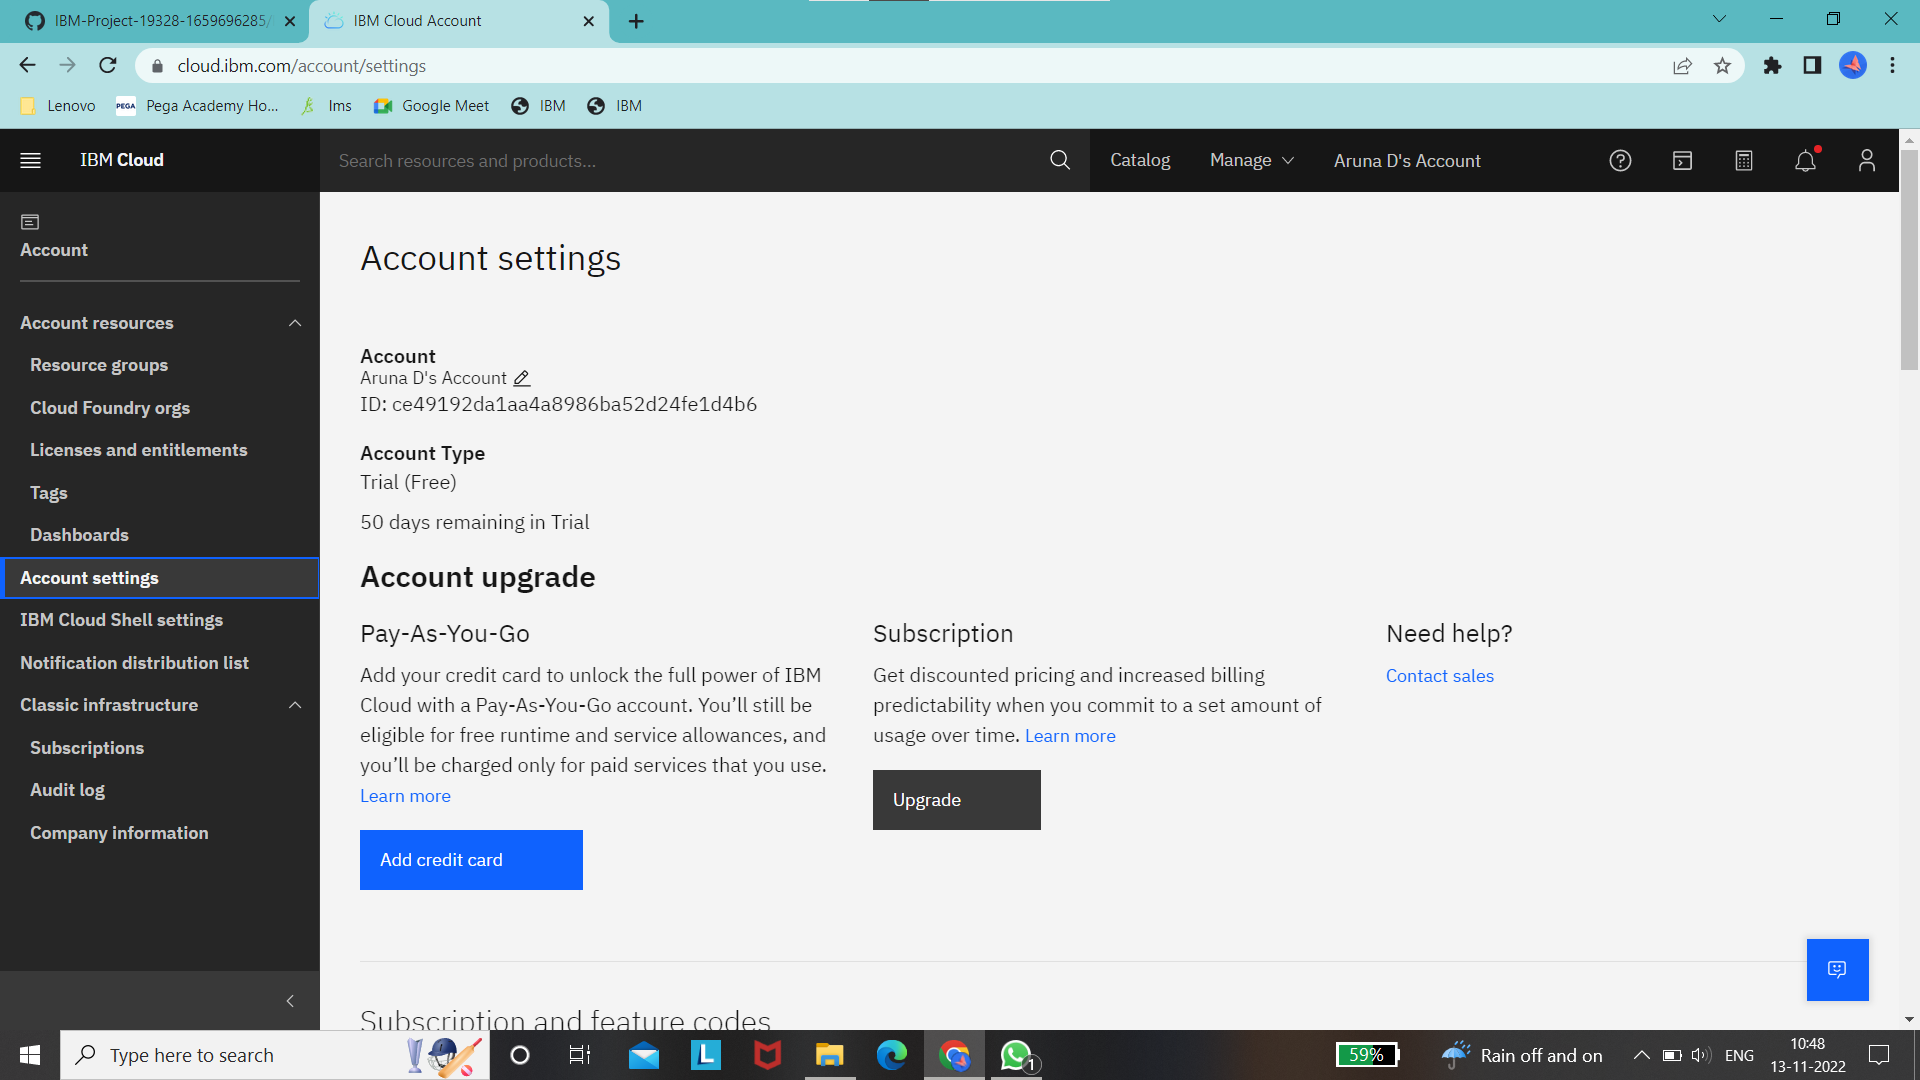 IBM-Project-19328-1659696285/
IBM Cloud Account
cloud.ibm.com/account/settings
Lenovo
PEGA
Pega Academy Ho...
lms
Google Meet
IBM
IBM
IBM Cloud
Search resources and products...
Catalog
Manage
Aruna D's Account
Account
Account resources
Resource groups
Cloud Foundry orgs
Licenses and entitlements
Tags
Dashboards
Account settings
IBM Cloud Shell settings
Notification distribution list
Classic infrastructure
Subscriptions
Audit log
Company information
Account settings
Account
Aruna D's Account
ID: ce49192da1aa4a8986ba52d24fe1d4b6
Account Type
Trial (Free)
50 days remaining in Trial
Account upgrade
Pay-As-You-Go
Add your credit card to unlock the full power of IBM
Cloud with a Pay-As-You-Go account. You’ll still be
eligible for free runtime and service allowances, and
you’ll be charged only for paid services that you use.
Learn more
Add credit card
Subscription
Get discounted pricing and increased billing
predictability when you commit to a set amount of
usage over time. Learn more
Upgrade
Need help?
Contact sales
Subscription and feature codes
Type here to search
L
1
59%
Rain off and on
ENG
10:48
13-11-2022